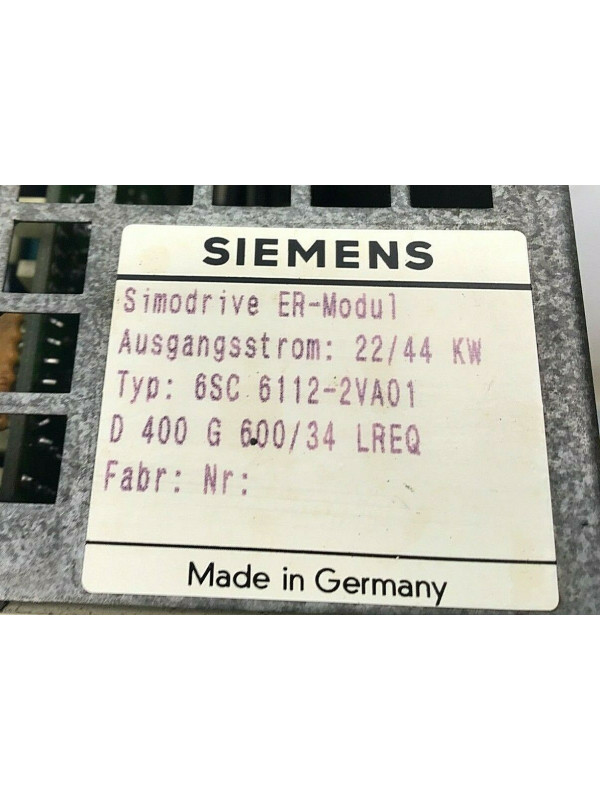 SIEMENS
Simodrive ER-Modul
Ausgangsstrom: 22/44 KW
Typ: 6SC 6112-2VA01
D 400 G 600/34 LREQ
Fabr: Nr:
Made in Germany